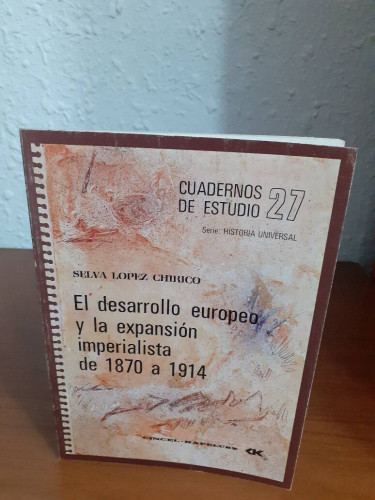 CUADERNOS
DE ESTUDIO 27
Serie: HISTORIA UNIVERSAL
SELVA LOPEZ CHIRICO
El desarrollo europeo
y la expansión
imperialista
de 1870 a 1914
CINCEL-KAPELUSZ CK